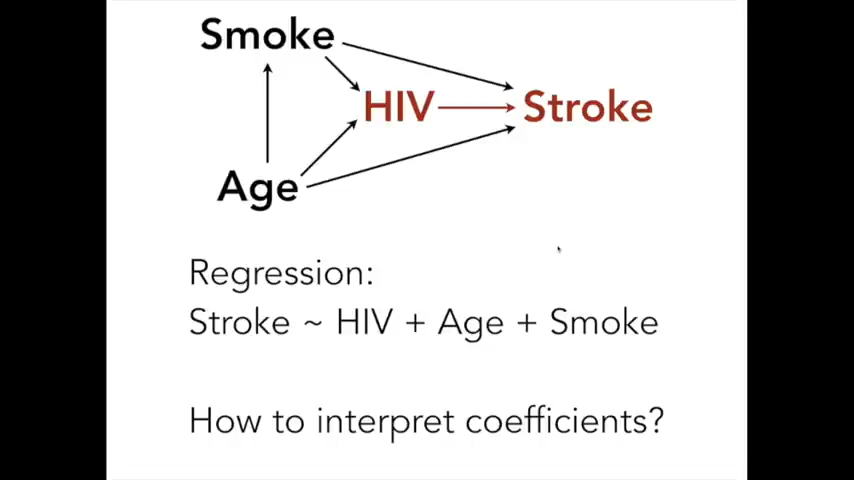 Smoke
HIV Stroke
Age
Regression:
Stroke ~ HIV + Age + Smoke
How to interpret coefficients?